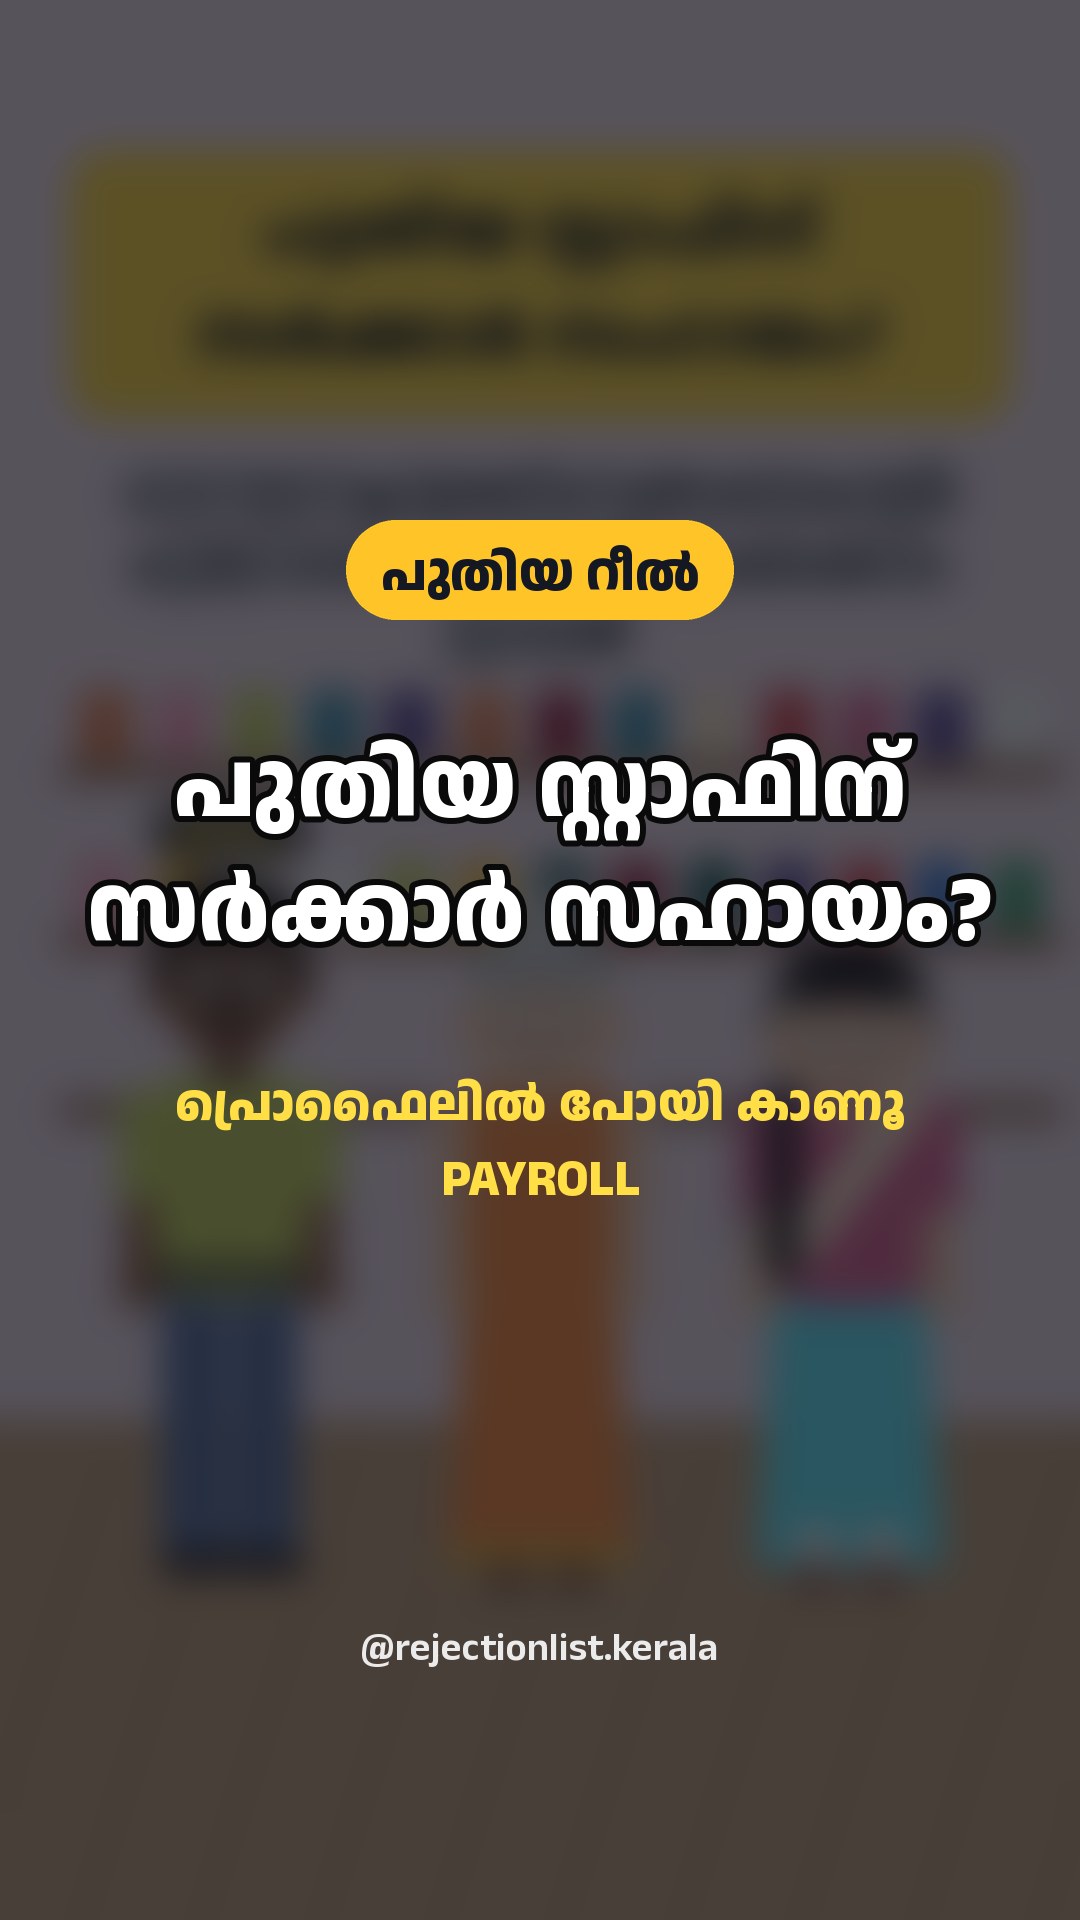 പുതിയ റീൽ
പുതിയ സ്റ്റാഫിന്
സർക്കാർ സഹായം?
പ്രൊഫൈലിൽ പോയി കാണൂ
PAYROLL
@rejectionlist.kerala